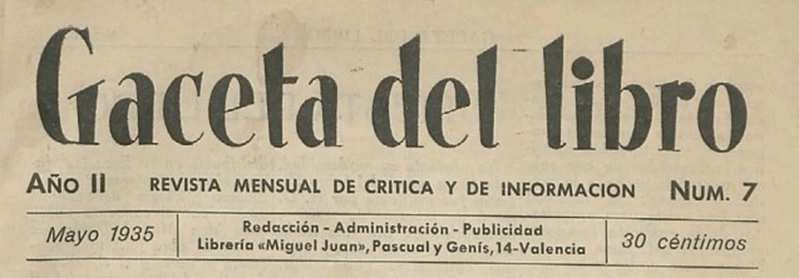 Gaceta del libro
AÑO II REVISTA MENSUAL DE CRITICA Y DE INFORMACION NUM. 7
Mayo 1935
Redacción - Administración - Publicidad
Librería «Miguel Juan», Pascual y Genís, 14-Valencia
30 céntimos